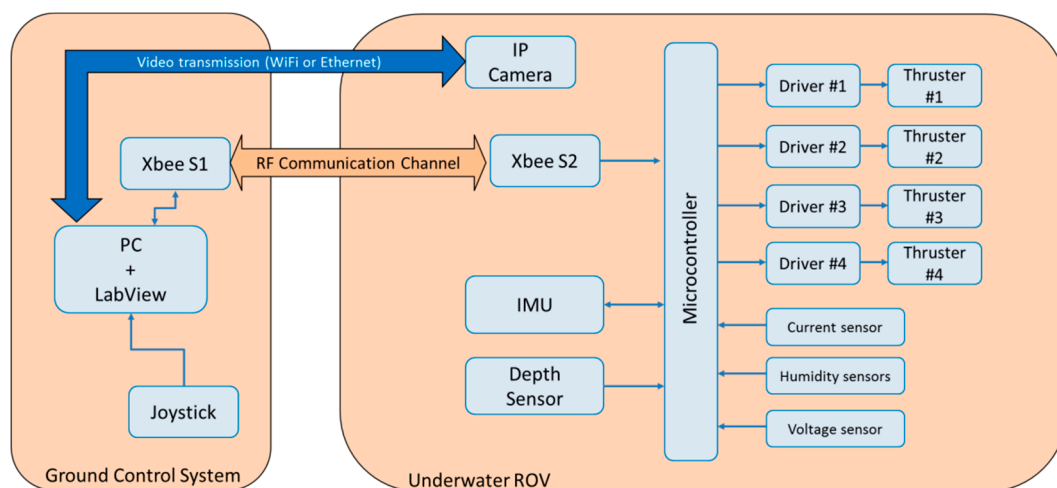 Video transmission (WiFi or Ethernet)
IP
Camera
Xbee S1
RF Communication Channel
Xbee S2
PC
+
LabView
Joystick
Ground Control System
IMU
Depth
Sensor
Microcontroller
Driver #1
Thruster
#1
Driver #2
Thruster
#2
Driver #3
Thruster
#3
Driver #4
Thruster
#4
Current sensor
Humidity sensors
Voltage sensor
Underwater ROV